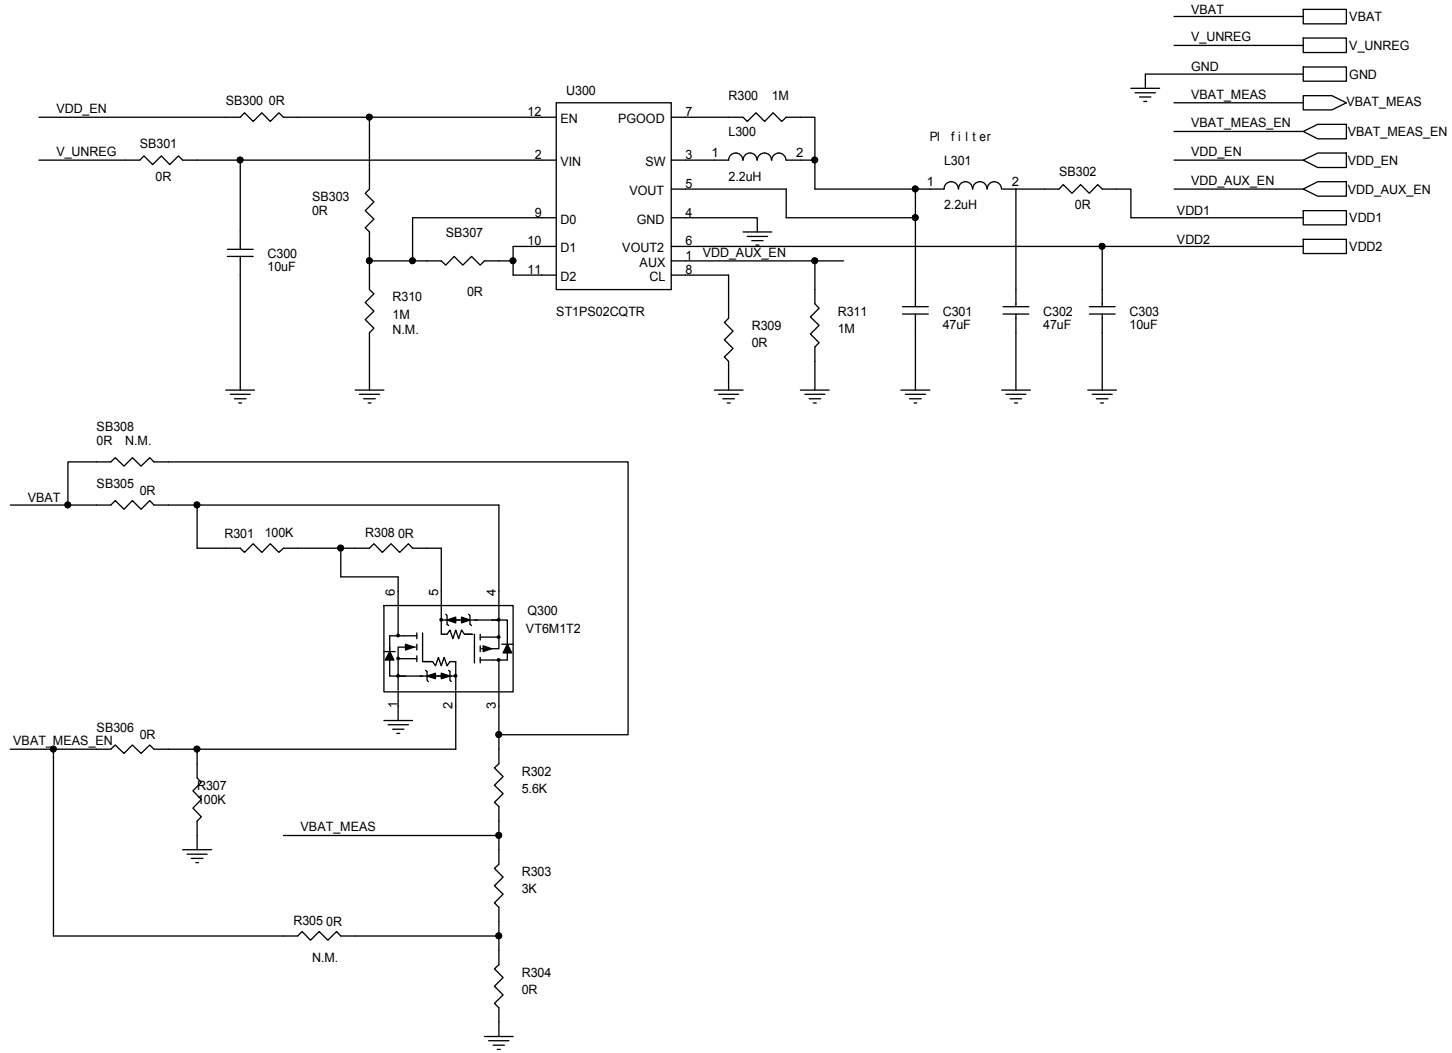 VBAT
VBAT
V_UNREG
V_UNREG
GND
GND
VBAT_MEAS
VBAT_MEAS
VBAT_MEAS_EN
VBAT_MEAS_EN
VDD_EN
VDD_EN
VDD_AUX_EN
VDD_AUX_EN
VDD1
VDD1
VDD2
VDD2
VDD_EN
SB300 0R
V_UNREG
SB301
0R
SB303
0R
C300
10uF
R310
1M
N.M.
SB307
0R
U300
12 EN
2 VIN
9 D0
10 D1
11 D2
PGOOD 7
SW 3
VOUT 5
GND 4
VOUT2 6
AUX 1
CL 8
ST1PS02CQTR
R300 1M
L300
1 2
2.2uH
VDD_AUX_EN
R309
0R
R311
1M
PI filter
L301
1 2
2.2uH
SB302
0R
C301
47uF
C302
47uF
C303
10uF
SB308
0R N.M.
VBAT
SB305 0R
R301 100K
R308 0R
6 5 4
Q300
VT6M1T2
1 2 3
VBAT_MEAS_EN
SB306 0R
R307
100K
R302
5.6K
VBAT_MEAS
R303
3K
R305 0R
N.M.
R304
0R